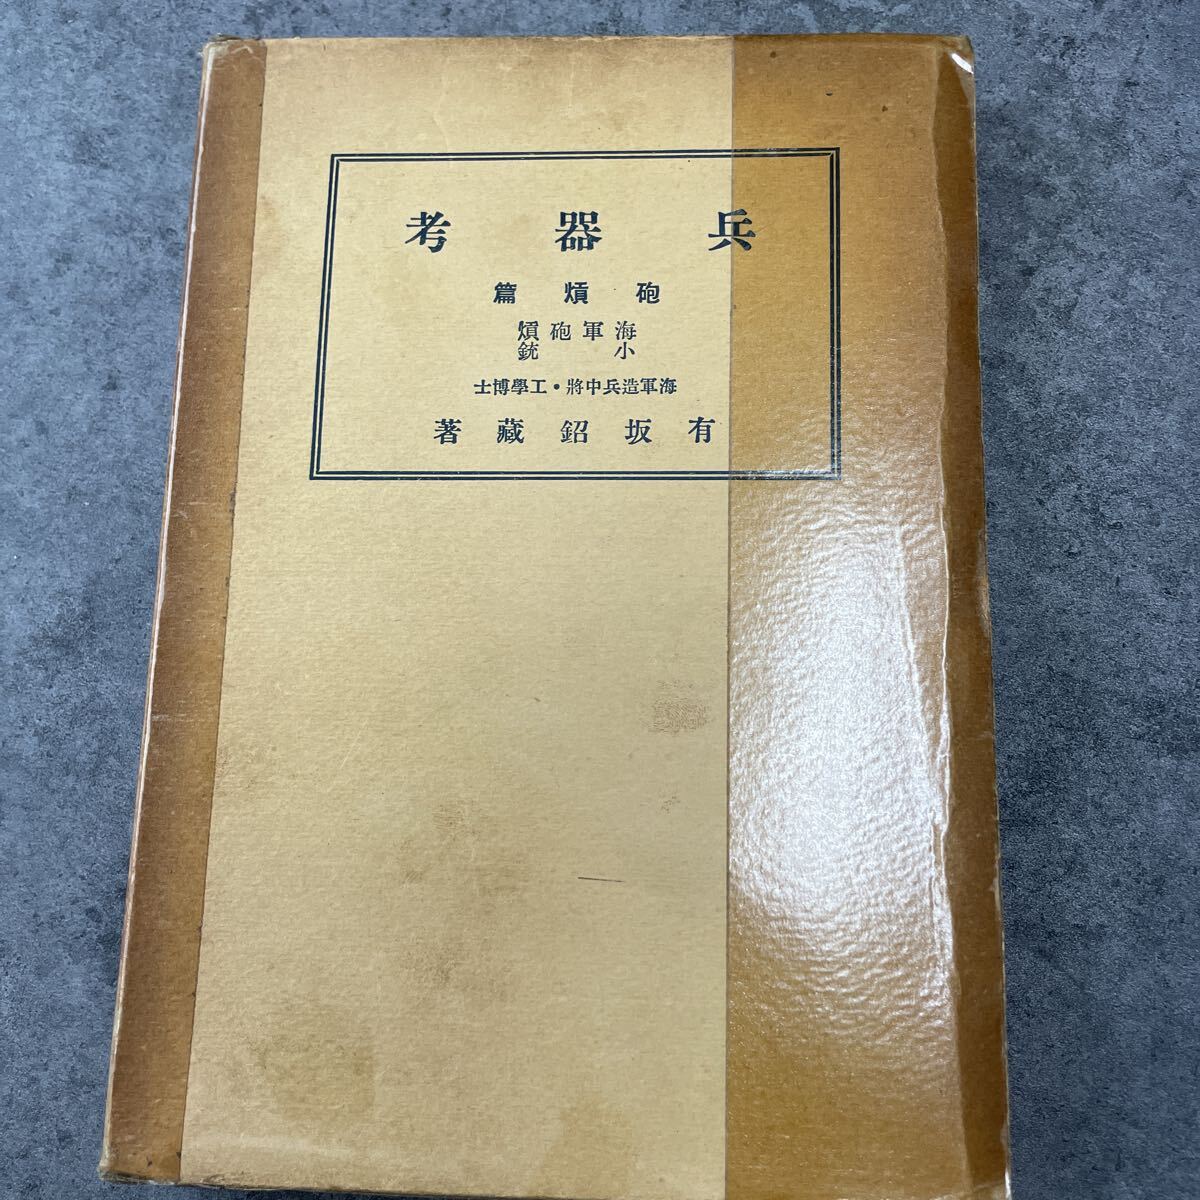 兵器考
砲熕篇
海軍砲熕
小銃
海軍造兵中將・工學博士
有坂鉊藏著